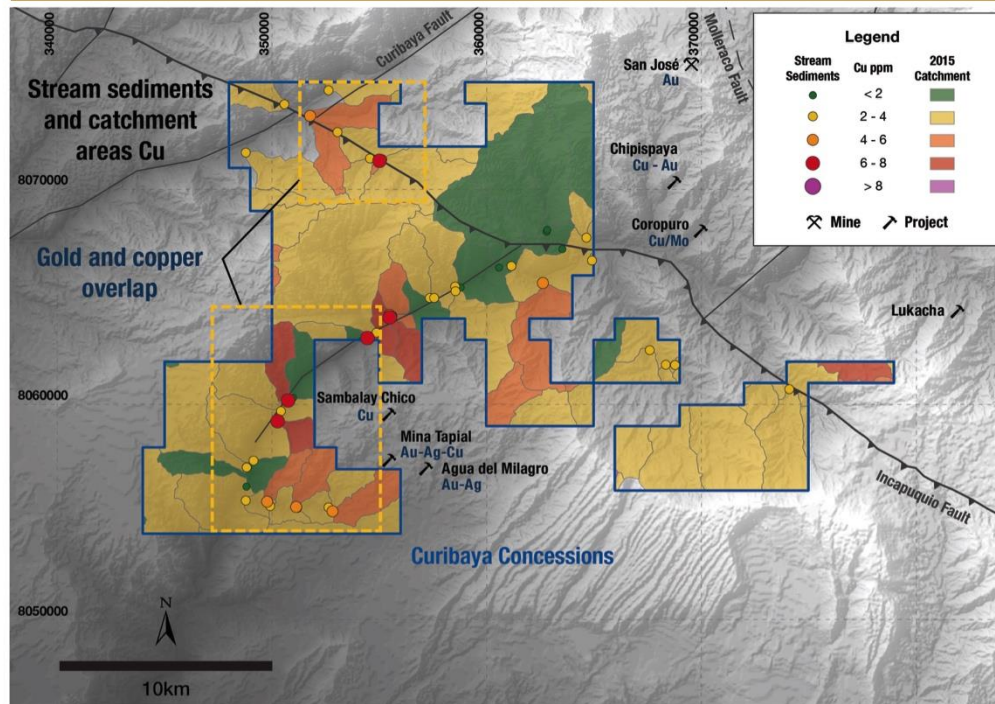 340000
350000
360000
370000
Curibaya Fault
Molleraco Fault
Stream sediments
and catchment
areas Cu
San José
Au
Legend
Stream
Sediments
Cu ppm
2015
Catchment
< 2
2 - 4
4 - 6
6 - 8
> 8
Mine
Project
Chipispaya
Cu - Au
8070000
Coropuro
Cu/Mo
Gold and copper
overlap
Lukacha
8060000
Sambalay Chico
Cu
Mina Tapial
Au-Ag-Cu
Agua del Milagro
Au-Ag
Incapuquio Fault
Curibaya Concessions
8050000
N
10km